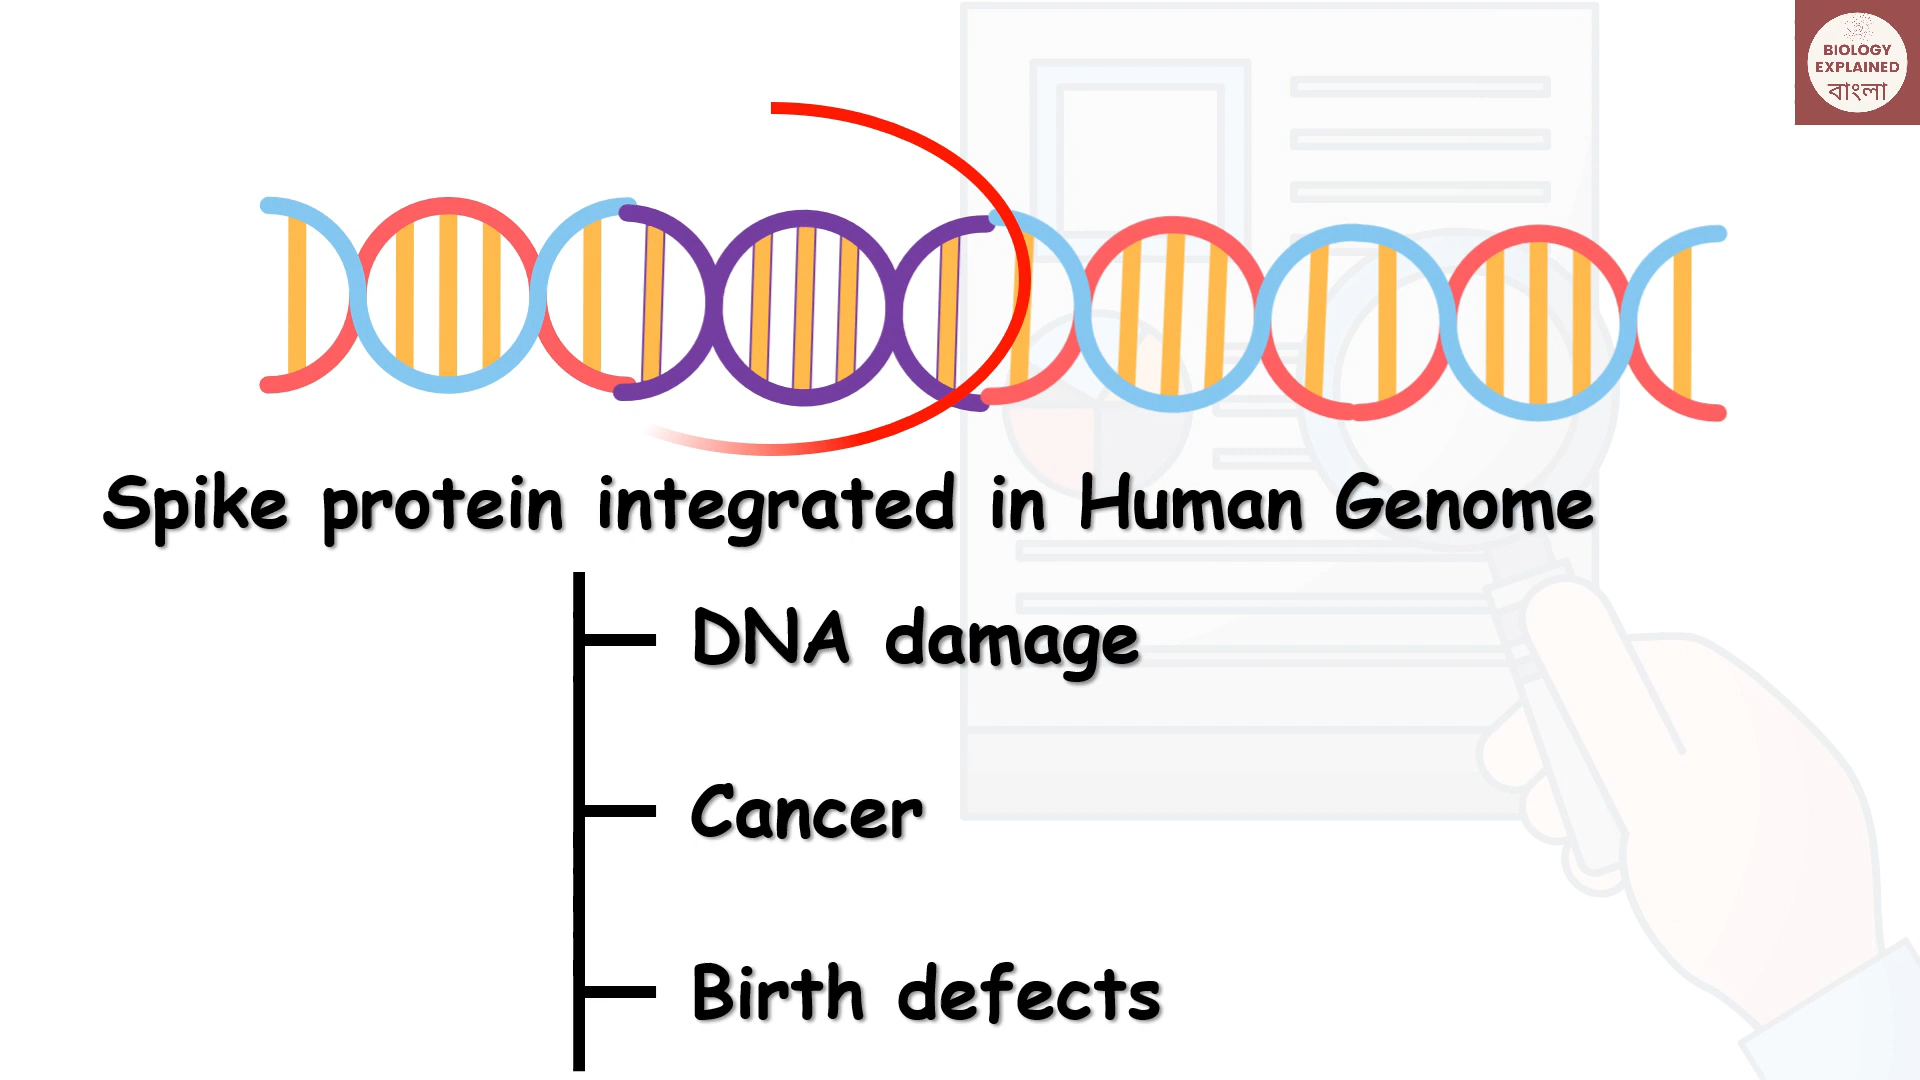 BIOLOGY
EXPLAINED
বাংলা
Spike protein integrated in Human Genome
DNA damage
Cancer
Birth defects